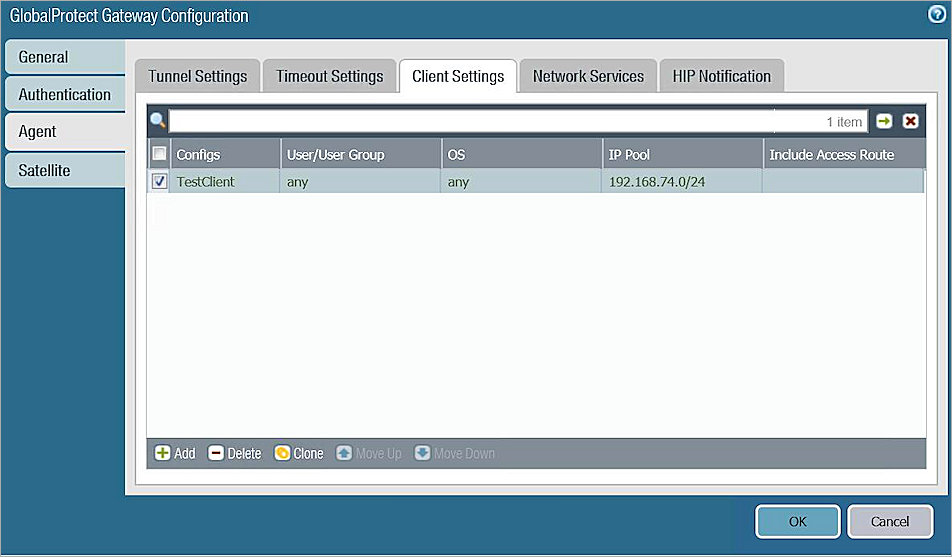 GlobalProtect Gateway Configuration
General
Authentication
Agent
Satellite
Tunnel Settings Timeout Settings Client Settings Network Services HIP Notification
1 item
Configs User/User Group OS IP Pool Include Access Route
TestClient any any 192.168.74.0/24
Add Delete Clone Move Up Move Down
OK Cancel